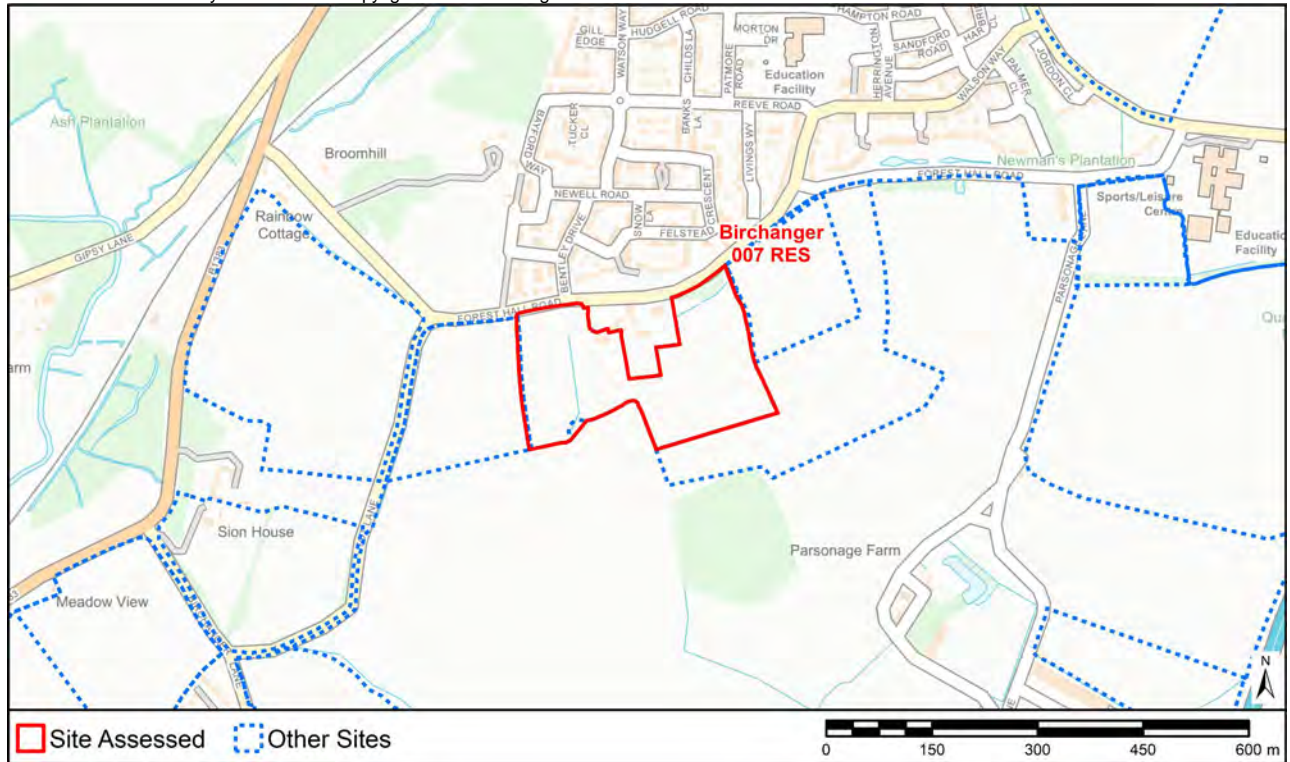 HUDGELL ROAD
GILL
EDGE
WATSON WAY
CHILDS LA
MORTON
DR
PATMORE
ROAD
Education
Facility
HERRINGTON
AVENUE
SANDFORD
ROAD
PALMER
CL
JORDON CL
WALSON WAY
REEVE ROAD
BANKS
LA
TUCKER
CL
BAYFORD
WAY
LIVINGS WY
Ash Plantation
Broomhill
Newman's Plantation
FOREST HALL ROAD
NEWELL ROAD
SNOW
LA
CRESCENT
FELSTEAD
BENTLEY DRIVE
Rainbow
Cottage
GIPSY LANE
B1383
Birchanger
007 RES
Sports/Leisure
Centre
Facility
PARSONAGE LANE
FOREST HALL ROAD
LANE
Sion House
Parsonage Farm
Meadow View
LANE
N
Site Assessed
Other Sites
0 150 300 450 600 m